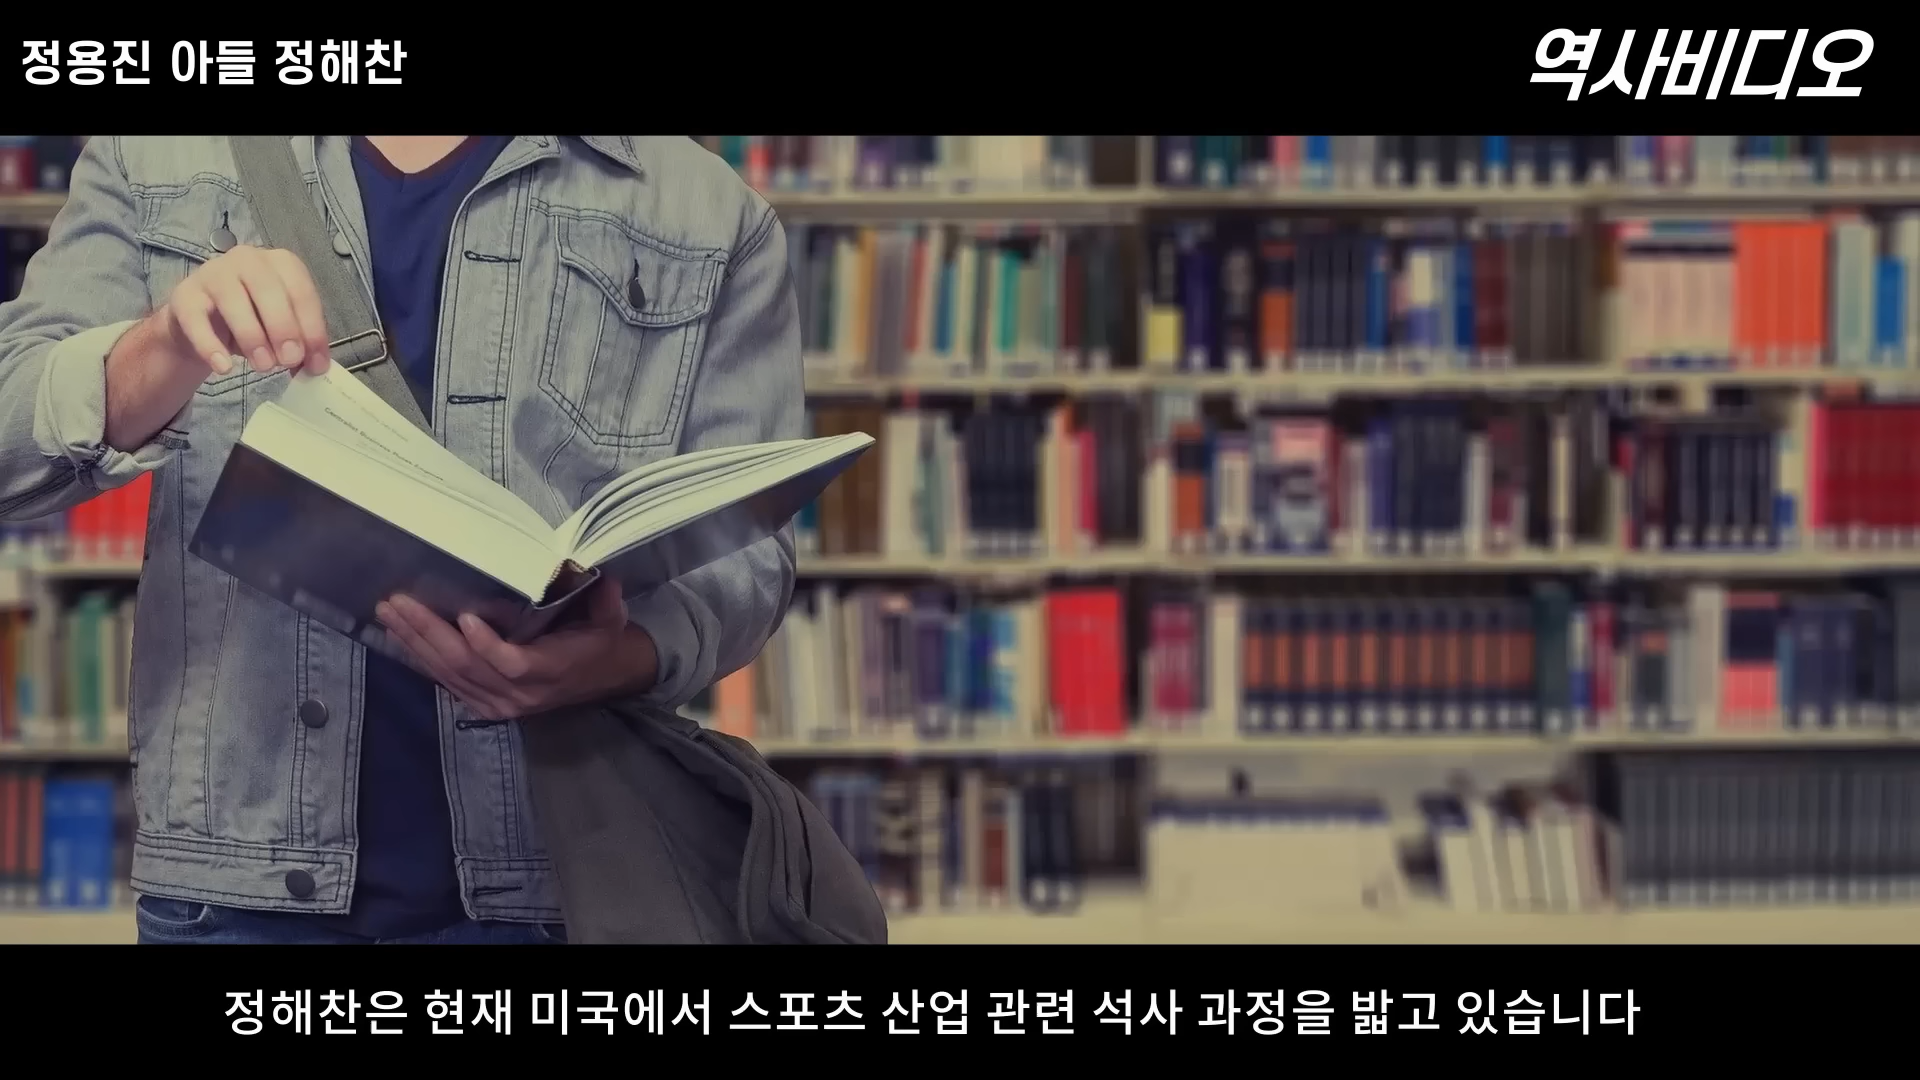 정용진 아들 정해찬
역사비디오
정해찬은 현재 미국에서 스포츠 산업 관련 석사 과정을 밟고 있습니다